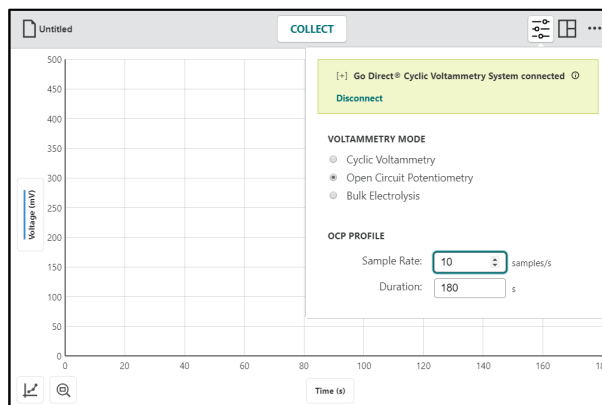 Untitled
COLLECT
[+] Go Direct® Cyclic Voltammetry System connected
Disconnect
VOLTAMMETRY MODE
Cyclic Voltammetry
Open Circuit Potentiometry
Bulk Electrolysis
OCP PROFILE
Sample Rate: 10 samples/s
Duration: 180 s
Voltage (mV)
500
450
400
350
300
250
200
150
100
50
0
0 20 40 60 80 100 120 140 160
Time (s)